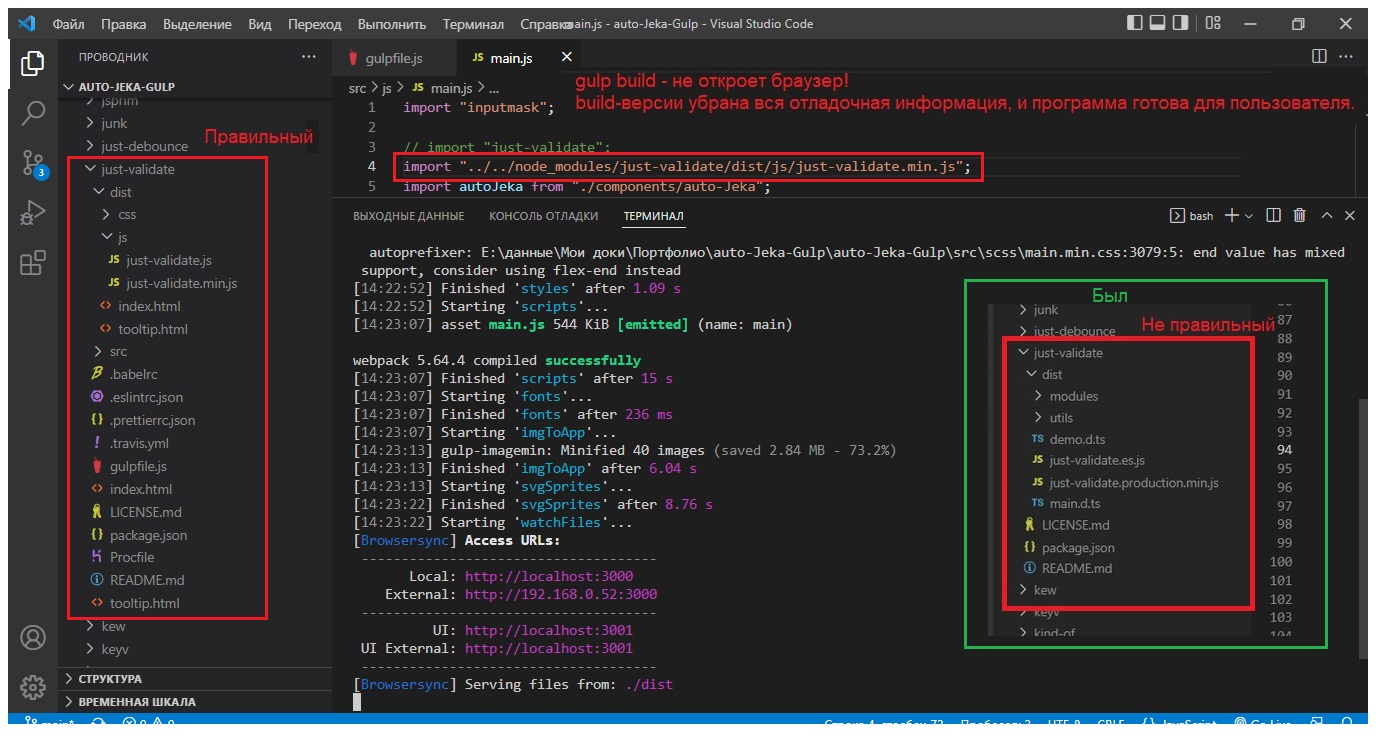 Файл Правка Выделение Вид Переход Выполнить Терминал Справка main.js - auto-Jeka-Gulp - Visual Studio Code
ПРОВОДНИК
AUTO-JEKA-GULP
jsprim
junk
just-debounce
Правильный
just-validate
dist
css
js
JS just-validate.js
JS just-validate.min.js
<> index.html
<> tooltip.html
src
.babelrc
.eslintrc.json
{} .prettierrc.json
! .travis.yml
gulpfile.js
<> index.html
LICENSE.md
{} package.json
Procfile
README.md
<> tooltip.html
kew
keyv
СТРУКТУРА
ВРЕМЕННАЯ ШКАЛА
3
gulpfile.js JS main.js
src > js > JS main.js > ...
gulp build - не откроет браузер!
build-версии убрана вся отладочная информация, и программа готова для пользователя.
1 import "inputmask";
2
3 // import "just-validate";
4 import "../../node_modules/just-validate/dist/js/just-validate.min.js";
5 import autoJeka from "./components/auto-Jeka";
ВЫХОДНЫЕ ДАННЫЕ КОНСОЛЬ ОТЛАДКИ ТЕРМИНАЛ bash
autoprefixer: E:\данные\Мои доки\Портфолио\auto-Jeka-Gulp\auto-Jeka-Gulp\src\scss\main.min.css:3079:5: end value has mixed
support, consider using flex-end instead
[14:22:52] Finished 'styles' after 1.09 s
[14:22:52] Starting 'scripts'...
[14:23:07] asset main.js 544 KiB [emitted] (name: main)
webpack 5.64.4 compiled successfully
[14:23:07] Finished 'scripts' after 15 s
[14:23:07] Starting 'fonts'...
[14:23:07] Finished 'fonts' after 236 ms
[14:23:07] Starting 'imgToApp'...
[14:23:13] gulp-imagemin: Minified 40 images (saved 2.84 MB - 73.2%)
[14:23:13] Finished 'imgToApp' after 6.04 s
[14:23:13] Starting 'svgSprites'...
[14:23:22] Finished 'svgSprites' after 8.76 s
[14:23:22] Starting 'watchFiles'...
[Browsersync] Access URLs:
--------------------------------------
Local: http://localhost:3000
External: http://192.168.0.52:3000
--------------------------------------
UI: http://localhost:3001
UI External: http://localhost:3001
--------------------------------------
[Browsersync] Serving files from: ./dist
Был
Не правильный
junk
just-debounce 87
88
just-validate 89
dist 90
modules 91
utils 92
TS demo.d.ts 93
JS just-validate.es.js 94
95
JS just-validate.production.min.js 96
TS main.d.ts 97
LICENSE.md 98
{} package.json 99
README.md 100
101
kew 102
keyv 103
kind-of 104
main* 0 0 Строка 4, столбец 72 Пробелов: 2 UTF-8 CRLF {} JavaScript Go Live